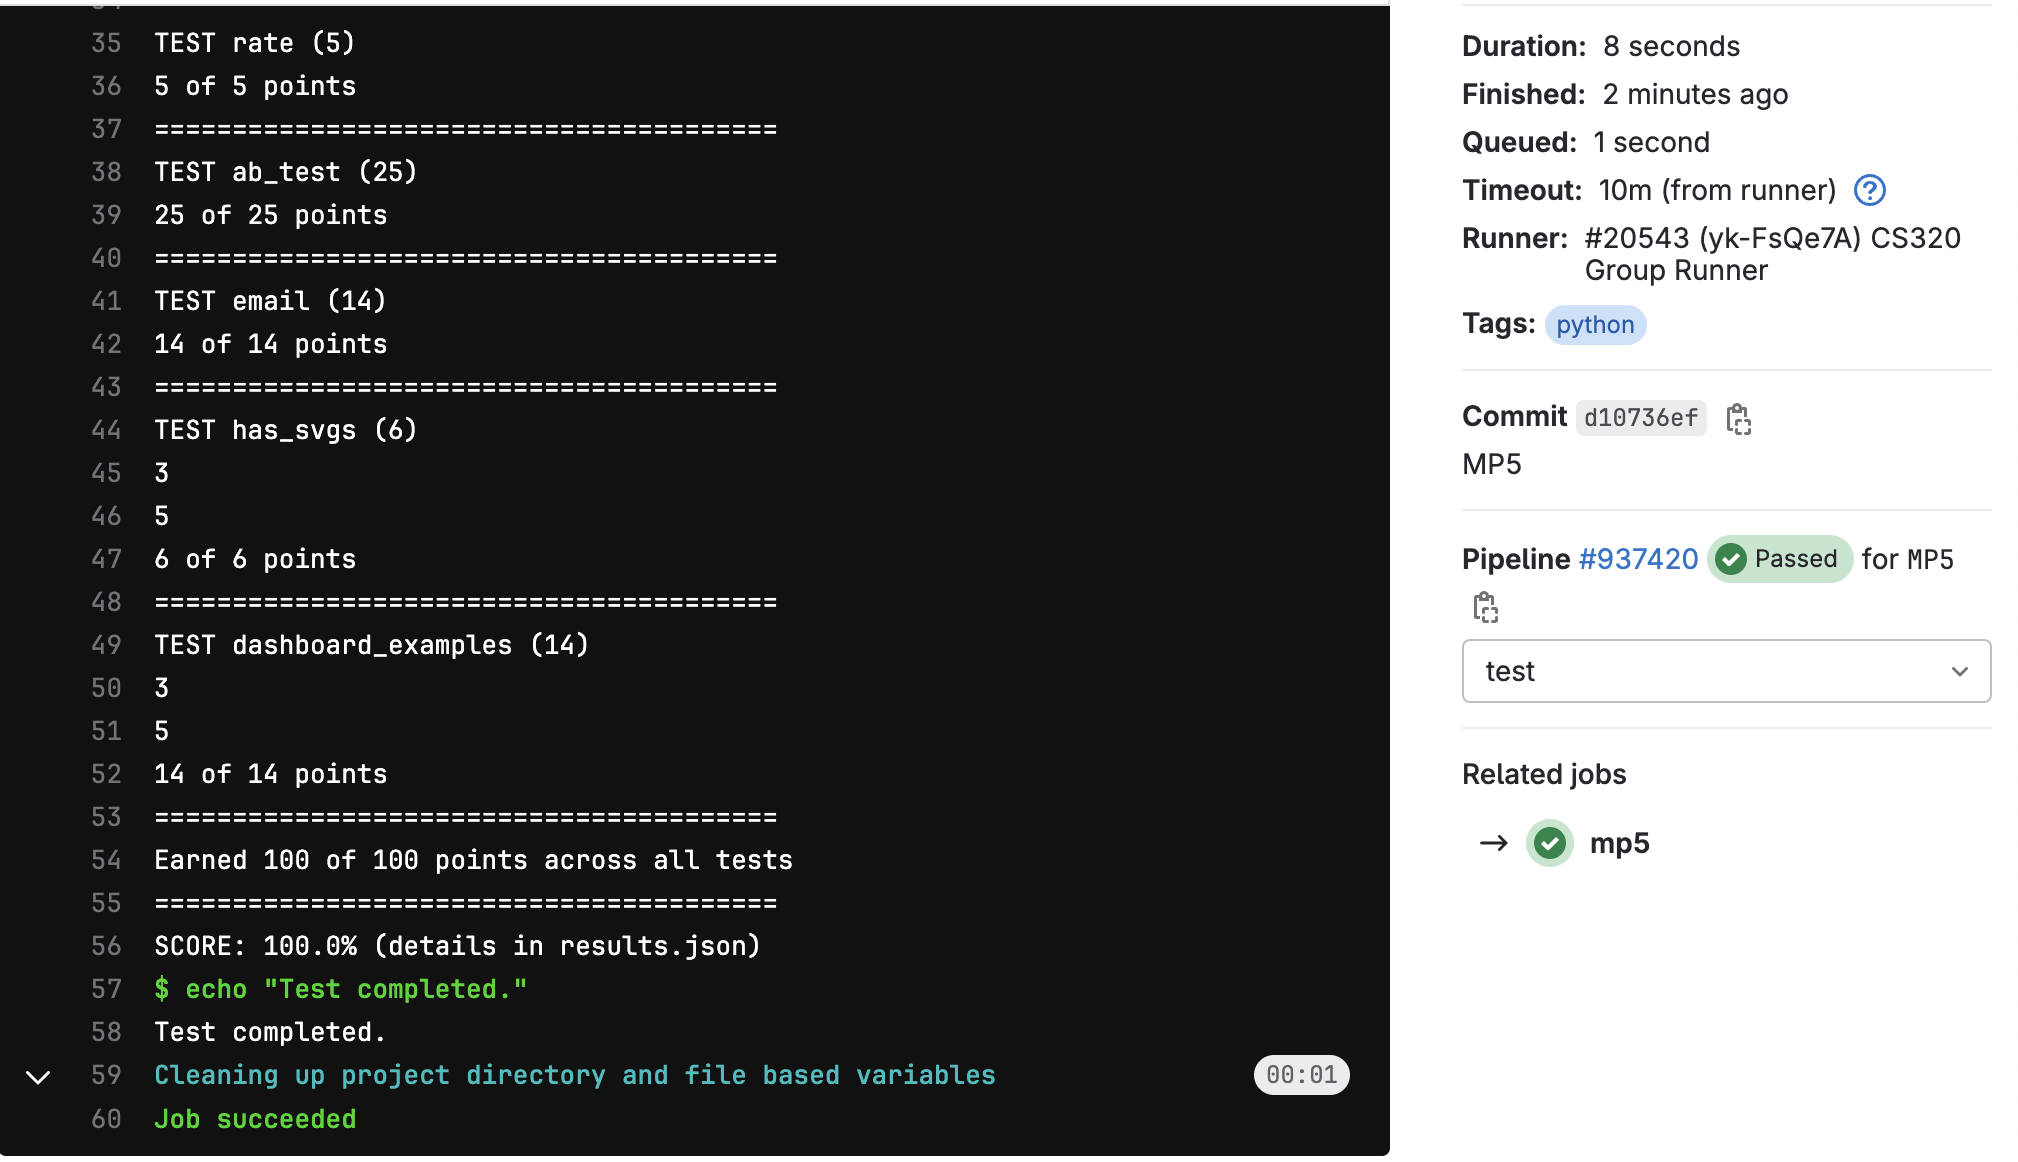 35 TEST rate (5)
36 5 of 5 points
37 ========================================
38 TEST ab_test (25)
39 25 of 25 points
40 ========================================
41 TEST email (14)
42 14 of 14 points
43 ========================================
44 TEST has_svgs (6)
45 3
46 5
47 6 of 6 points
48 ========================================
49 TEST dashboard_examples (14)
50 3
51 5
52 14 of 14 points
53 ========================================
54 Earned 100 of 100 points across all tests
55 ========================================
56 SCORE: 100.0% (details in results.json)
57 $ echo "Test completed."
58 Test completed.
59 Cleaning up project directory and file based variables 00:01
60 Job succeeded
Duration: 8 seconds
Finished: 2 minutes ago
Queued: 1 second
Timeout: 10m (from runner)
Runner: #20543 (yk-FsQe7A) CS320
Group Runner
Tags: python
Commit d10736ef
MP5
Pipeline #937420 Passed for MP5
test
Related jobs
→ mp5